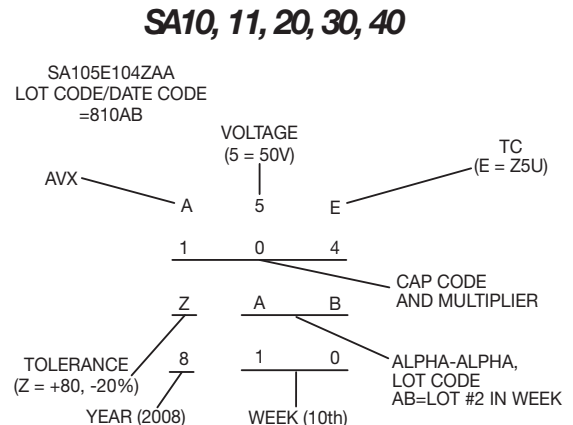 SA10, 11, 20, 30, 40
SA105E104ZAA
LOT CODE/DATE CODE
=810AB
VOLTAGE
(5 = 50V)
TC
(E = Z5U)
AVX
A 5 E
1 0 4
CAP CODE
AND MULTIPLIER
Z A B
TOLERANCE
(Z = +80, -20%)
8 1 0
ALPHA-ALPHA,
LOT CODE
AB=LOT #2 IN WEEK
YEAR (2008)
WEEK (10th)